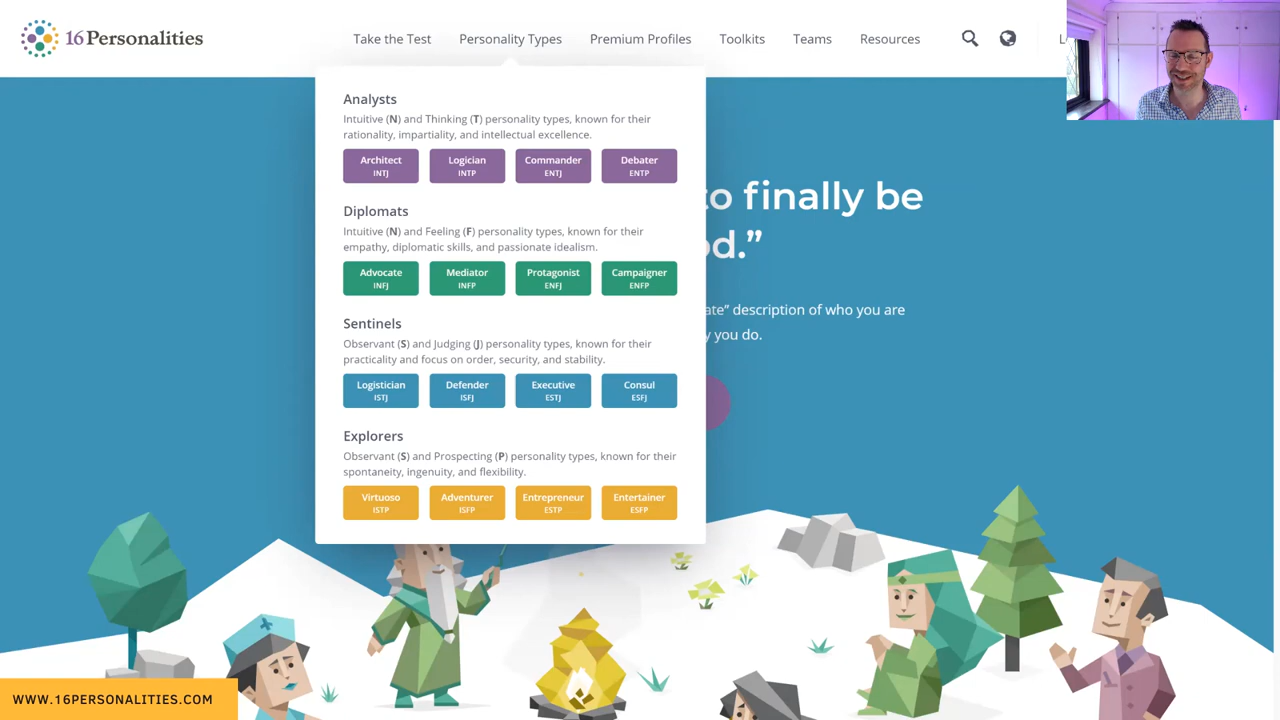 16Personalities
Take the Test
Personality Types
Premium Profiles
Toolkits
Teams
Resources
Analysts
Intuitive (N) and Thinking (T) personality types, known for their
rationality, impartiality, and intellectual excellence.
Architect
INTJ
Logician
INTP
Commander
ENTJ
Debater
ENTP
Diplomats
Intuitive (N) and Feeling (F) personality types, known for their
empathy, diplomatic skills, and passionate idealism.
Advocate
INFJ
Mediator
INFP
Protagonist
ENFJ
Campaigner
ENFP
Sentinels
Observant (S) and Judging (J) personality types, known for their
practicality and focus on order, security, and stability.
Logistician
ISTJ
Defender
ISFJ
Executive
ESTJ
Consul
ESFJ
Explorers
Observant (S) and Prospecting (P) personality types, known for their
spontaneity, ingenuity, and flexibility.
Virtuoso
ISTP
Adventurer
ISFP
Entrepreneur
ESTP
Entertainer
ESFP
to finally be
od.”
ate” description of who you are
y you do.
WWW.16PERSONALITIES.COM